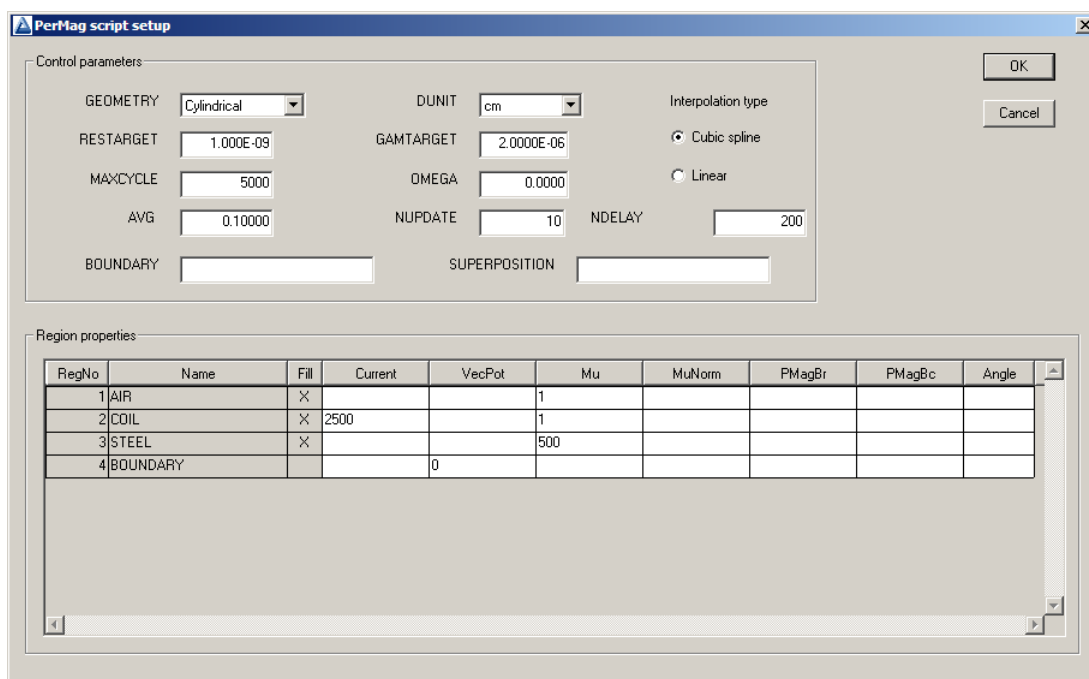 PerMag script setup
Control parameters
OK
GEOMETRY Cylindrical DUNIT cm Interpolation type
Cancel
RESTARGET 1.000E-09 GAMTARGET 2.0000E-06 Cubic spline
MAXCYCLE 5000 OMEGA 0.0000 Linear
AVG 0.10000 NUPDATE 10 NDELAY 200
BOUNDARY SUPERPOSITION
Region properties
RegNo Name Fill Current VecPot Mu MuNorm PMagBr PMagBc Angle
1 AIR X 1
2 COIL X 2500 1
3 STEEL X 500
4 BOUNDARY 0